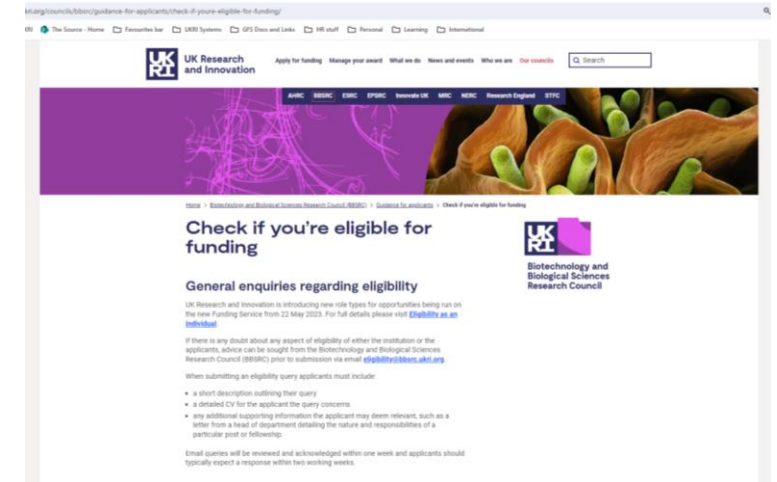 kri.org/councils/bbsrc/guidance-for-applicants/check-if-youre-eligible-for-funding/
The Source - Home Favourites bar UKRI Systems GFS Docs and Links HR stuff Personal Learning International
UK RI
UK Research and Innovation
Apply for funding Manage your award What we do News and events Who we are Our councils Search
AHRC BBSRC ESRC EPSRC Innovate UK MRC NERC Research England STFC
Home > Biotechnology and Biological Sciences Research Council (BBSRC) > Guidance for applicants > Check if you're eligible for funding
Check if you're eligible for
funding
UK RI
Biotechnology and
Biological Sciences
Research Council
General enquiries regarding eligibility
UK Research and Innovation is introducing new role types for opportunities being run on
the new Funding Service from 22 May 2023. For full details please visit Eligibility as an
individual.
If there is any doubt about any aspect of eligibility of either the institution or the
applicants, advice can be sought from the Biotechnology and Biological Sciences
Research Council (BBSRC) prior to submission via email eligibility@bbsrc.ukri.org.
When submitting an eligibility query applicants must include:
• a short description outlining their query
• a detailed CV for the applicant the query concerns
• any additional supporting information the applicant may deem relevant, such as a
letter from a head of department detailing the nature and responsibilities of a
particular post or fellowship.
Email queries will be reviewed and acknowledged within one week and applicants should
typically expect a response within two working weeks.